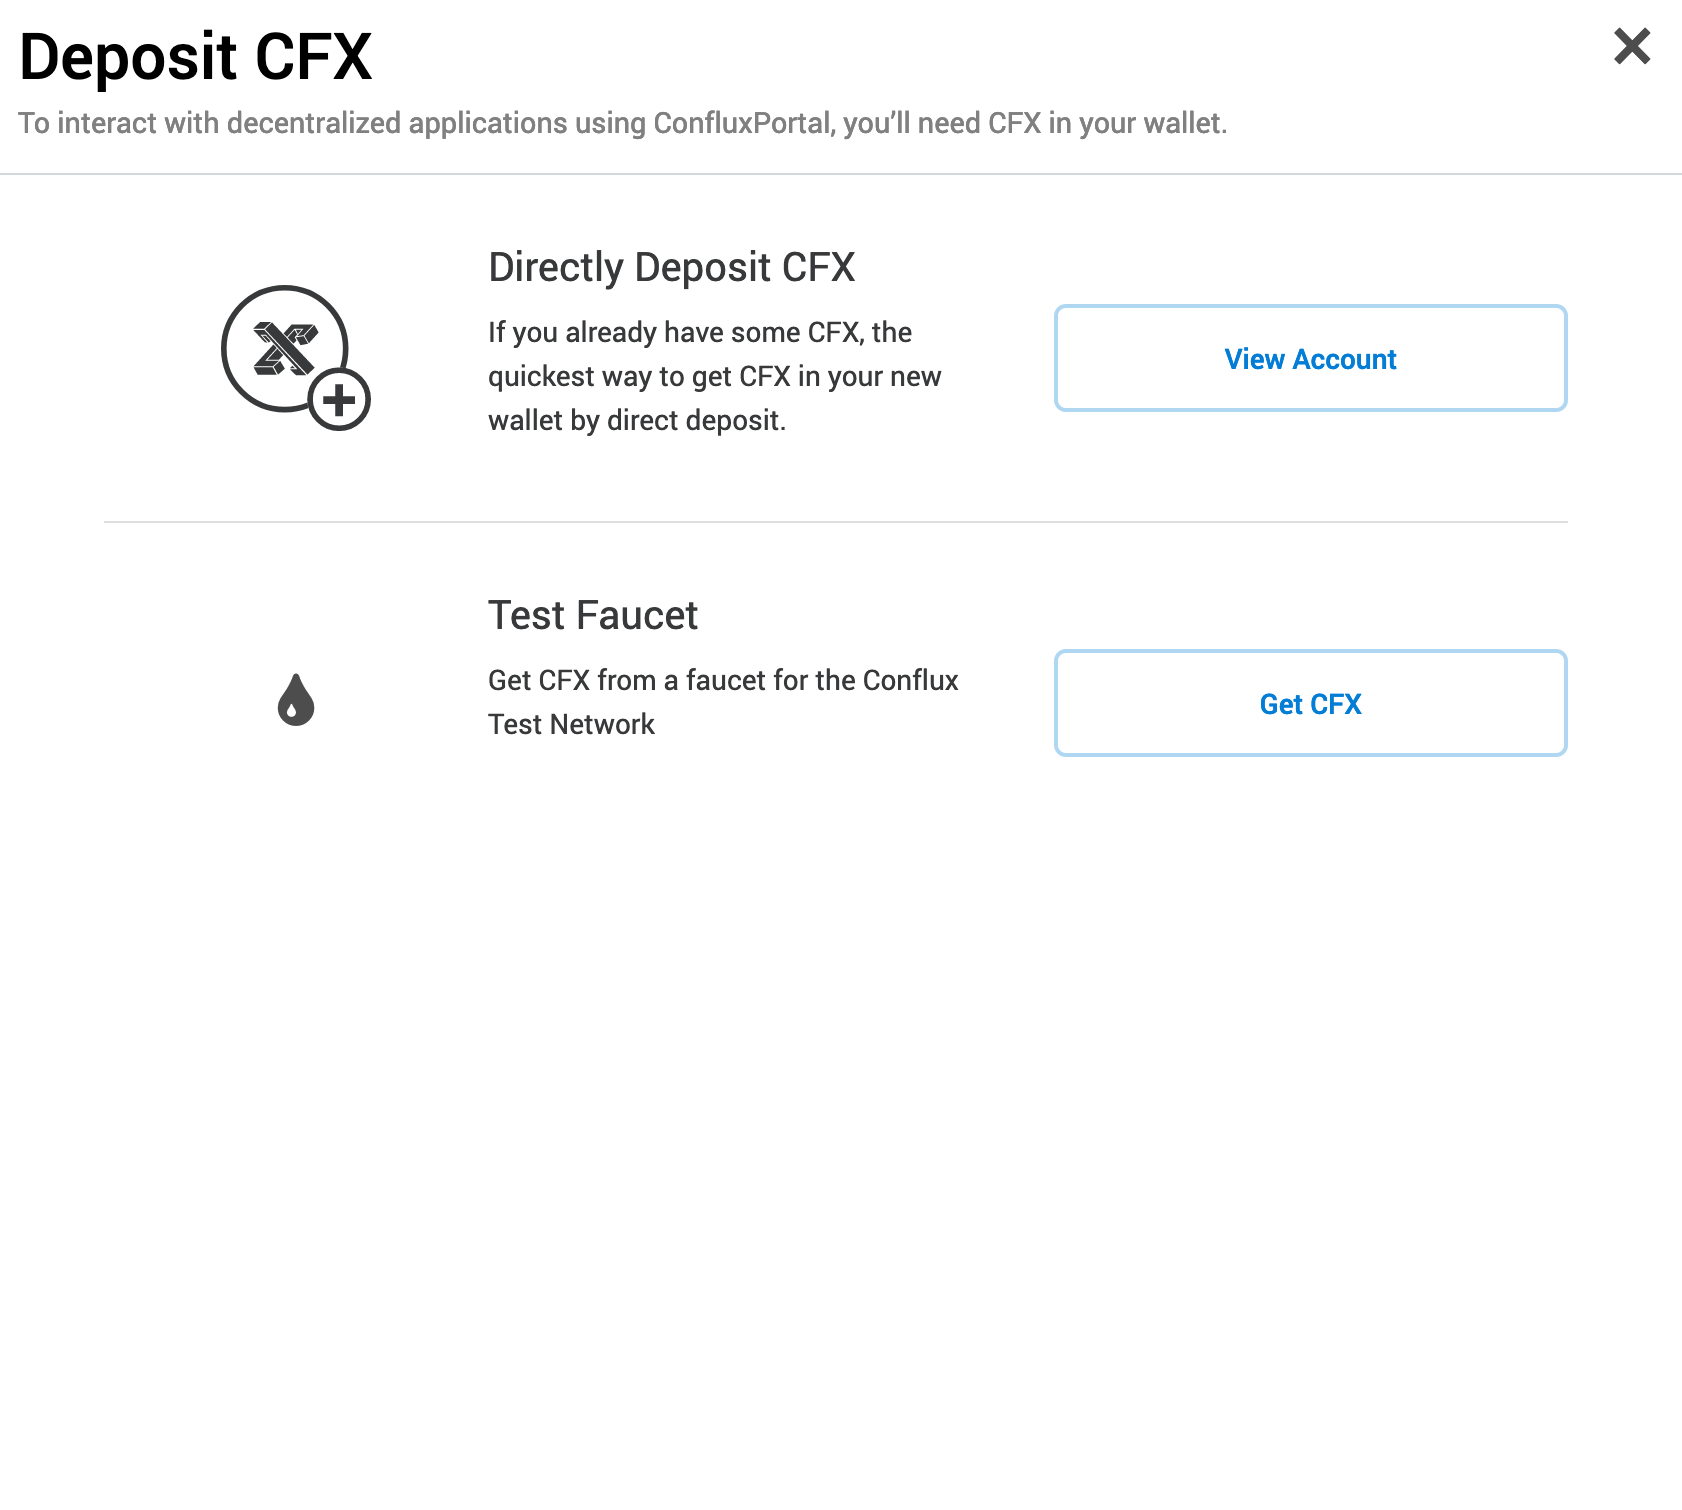 Deposit CFX
To interact with decentralized applications using ConfluxPortal, you’ll need CFX in your wallet.
Directly Deposit CFX
If you already have some CFX, the
quickest way to get CFX in your new
wallet by direct deposit.
View Account
Test Faucet
Get CFX from a faucet for the Conflux
Test Network
Get CFX